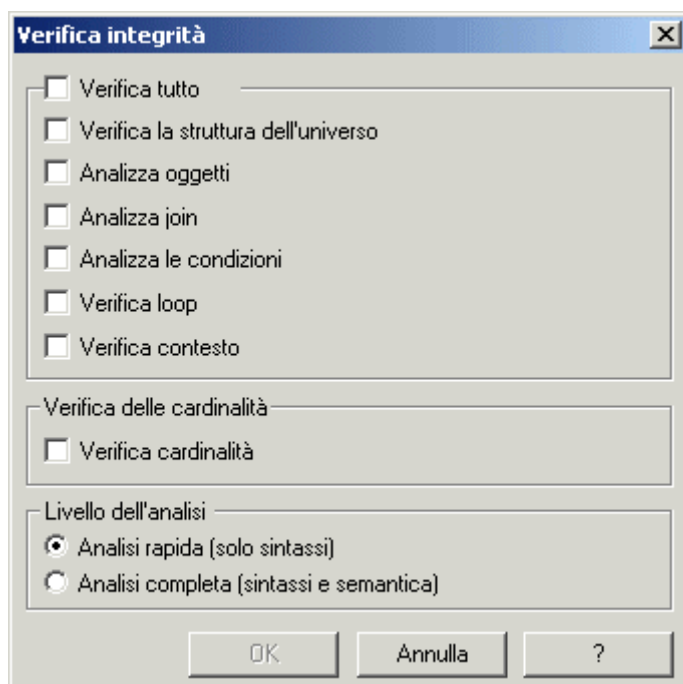 Verifica integrità
Verifica tutto
Verifica la struttura dell'universo
Analizza oggetti
Analizza join
Analizza le condizioni
Verifica loop
Verifica contesto
Verifica delle cardinalità
Verifica cardinalità
Livello dell'analisi
Analisi rapida (solo sintassi)
Analisi completa (sintassi e semantica)
OK Annulla ?